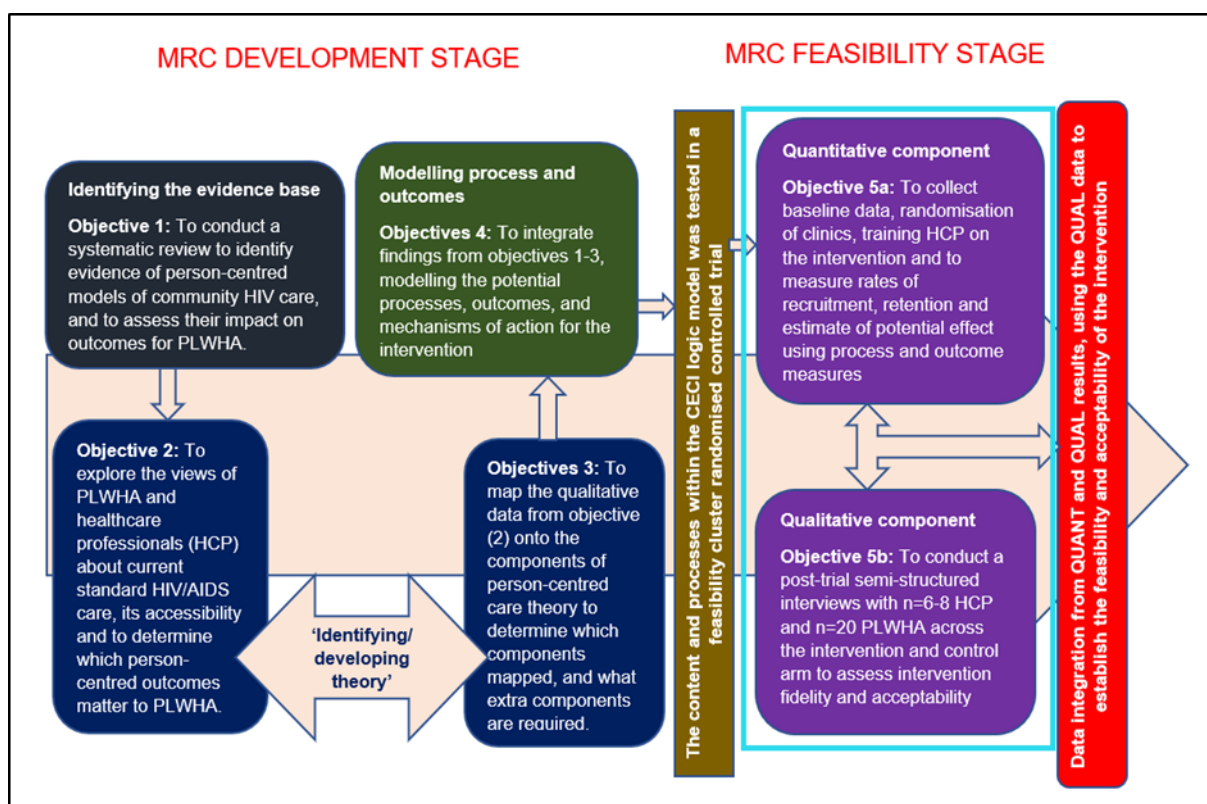 MRC DEVELOPMENT STAGE
MRC FEASIBILITY STAGE
Identifying the evidence base
Objective 1: To conduct a
systematic review to identify
evidence of person-centred
models of community HIV care,
and to assess their impact on
outcomes for PLWHA.
Objective 2: To
explore the views of
PLWHA and
healthcare
professionals (HCP)
about current
standard HIV/AIDS
care, its accessibility
and to determine
which person-
centred outcomes
matter to PLWHA.
‘Identifying/
developing
theory’
Objectives 3: To
map the qualitative
data from objective
(2) onto the
components of
person-centred
care theory to
determine which
components
mapped, and what
extra components
are required.
Modelling process and
outcomes
Objectives 4: To integrate
findings from objectives 1-3,
modelling the potential
processes, outcomes, and
mechanisms of action for the
intervention
The content and processes within the CECI logic model was tested in a
feasibility cluster randomised controlled trial
Quantitative component
Objective 5a: To collect
baseline data, randomisation
of clinics, training HCP on
the intervention and to
measure rates of
recruitment, retention and
estimate of potential effect
using process and outcome
measures
Qualitative component
Objective 5b: To conduct a
post-trial semi-structured
interviews with n=6-8 HCP
and n=20 PLWHA across
the intervention and control
arm to assess intervention
fidelity and acceptability
Data integration from QUANT and QUAL results, using the QUAL data to
establish the feasibility and acceptability of the intervention